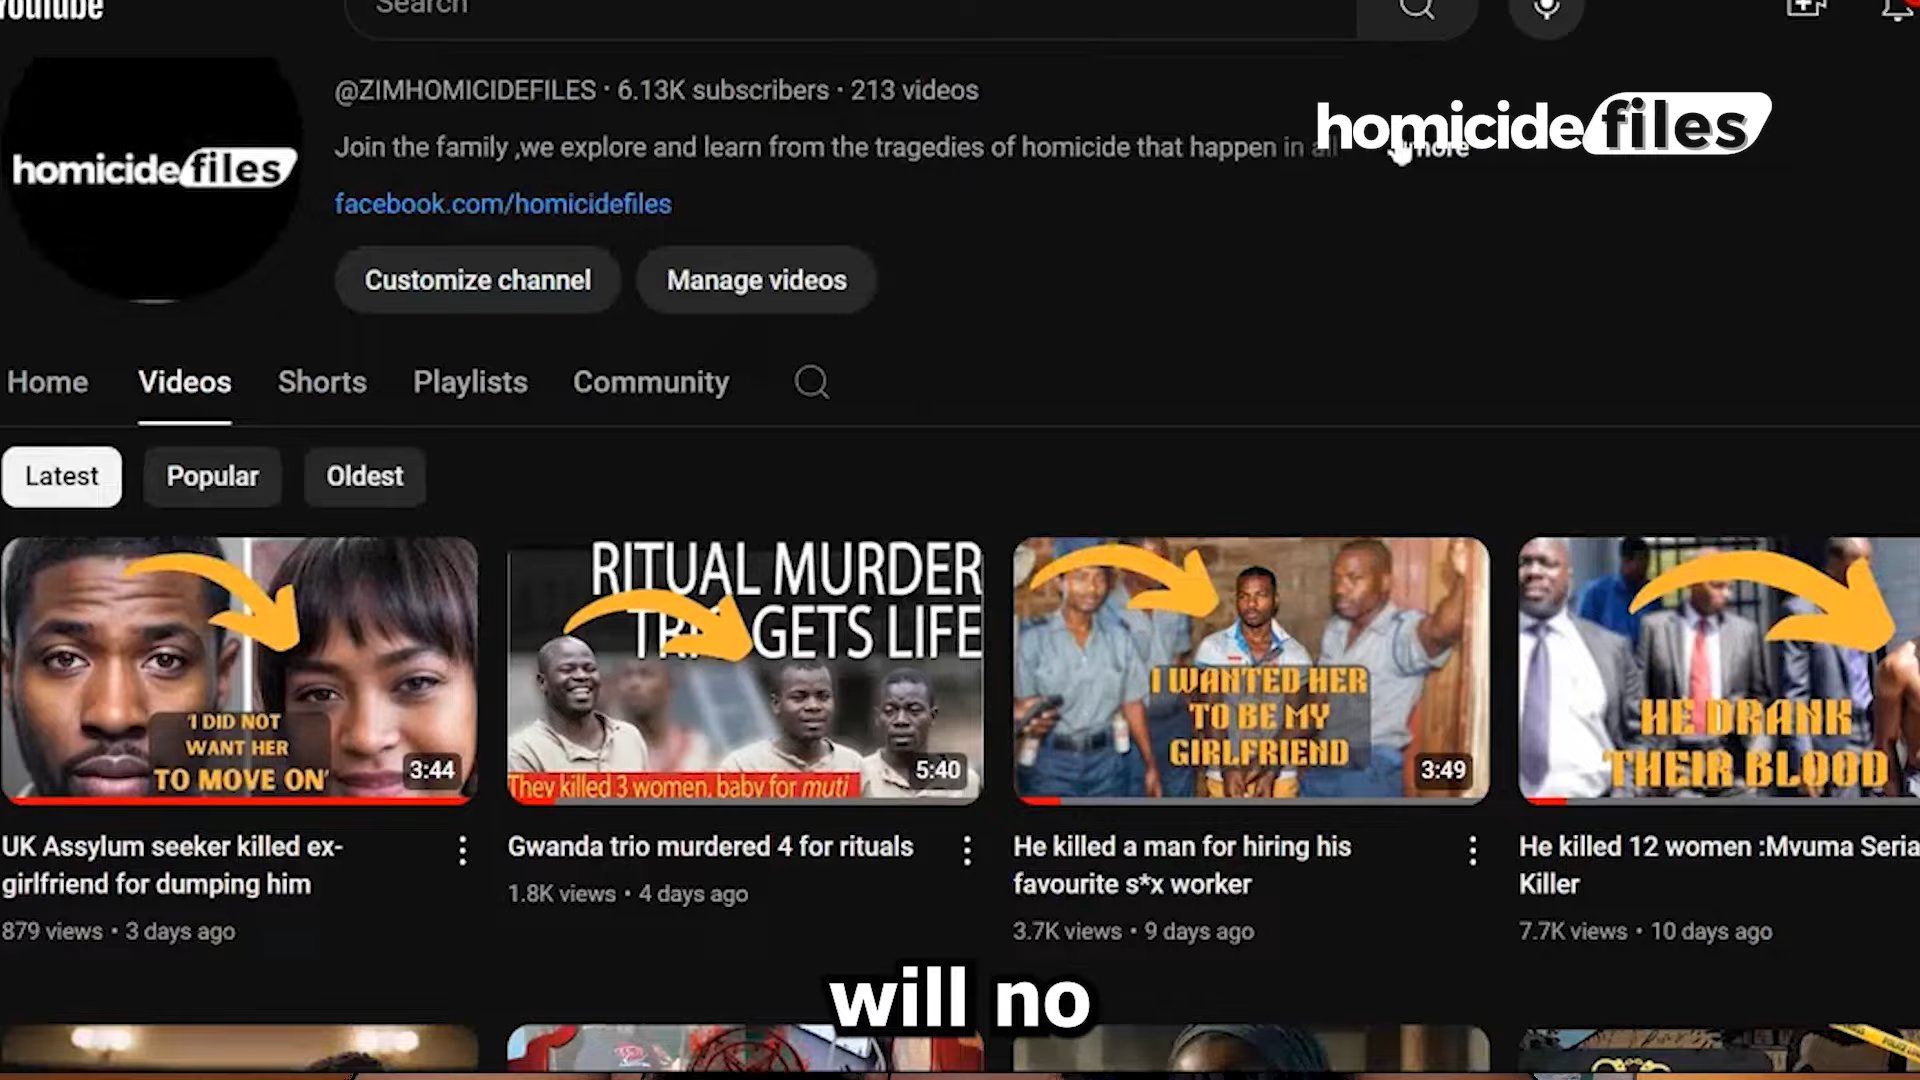 YouTube
Search
@ZIMHOMICIDEFILES · 6.13K subscribers · 213 videos
homicidefiles
Join the family ,we explore and learn from the tragedies of homicide that happen in all
more
homicidefiles
facebook.com/homicidefiles
Customize channel
Manage videos
Home
Videos
Shorts
Playlists
Community
Latest
Popular
Oldest
'I DID NOT
WANT HER
TO MOVE ON'
3:44
RITUAL MURDER
TRIO GETS LIFE
They killed 3 women, baby for muti
5:40
I WANTED HER
TO BE MY
GIRLFRIEND
3:49
HE DRANK
THEIR BLOOD
UK Assylum seeker killed ex-
girlfriend for dumping him
879 views · 3 days ago
Gwanda trio murdered 4 for rituals
1.8K views · 4 days ago
He killed a man for hiring his
favourite s*x worker
3.7K views · 9 days ago
He killed 12 women :Mvuma Seria
Killer
7.7K views · 10 days ago
will no